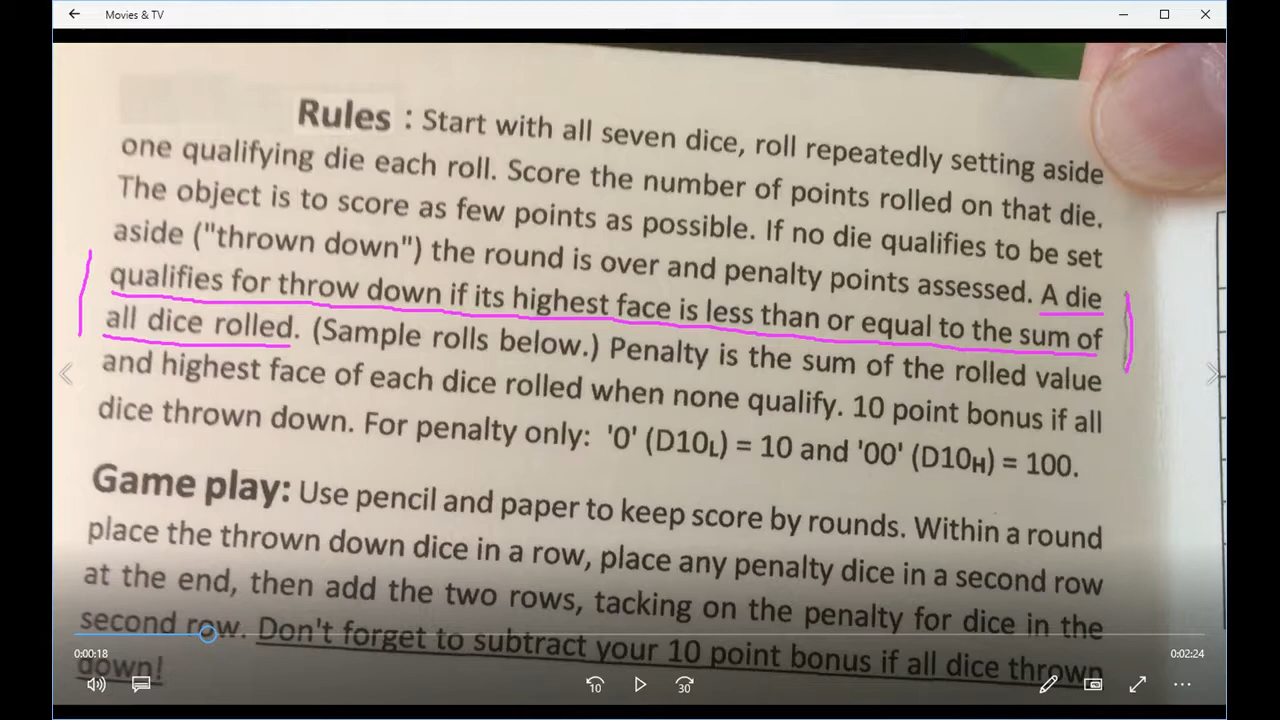 Movies & TV
Rules : Start with all seven dice, roll repeatedly setting aside
one qualifying die each roll. Score the number of points rolled on that die.
The object is to score as few points as possible. If no die qualifies to be set
aside ("thrown down") the round is over and penalty points assessed. A die
qualifies for throw down if its highest face is less than or equal to the sum of
all dice rolled. (Sample rolls below.) Penalty is the sum of the rolled value
and highest face of each dice rolled when none qualify. 10 point bonus if all
dice thrown down. For penalty only: '0' (D10L) = 10 and '00' (D10H) = 100.
Game play: Use pencil and paper to keep score by rounds. Within a round
place the thrown down dice in a row, place any penalty dice in a second row
at the end, then add the two rows, tacking on the penalty for dice in the
second row. Don't forget to subtract your 10 point bonus if all dice thrown
down!
0:00:18
0:02:24
10
30